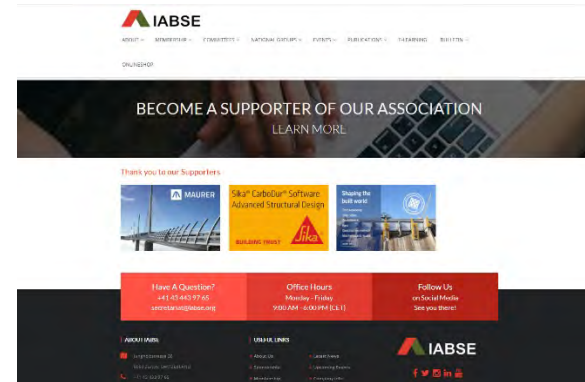 IABSE
ABOUT MEMBERSHIP COMMITTEES NATIONAL GROUPS EVENTS PUBLICATIONS E-LEARNING BULLETIN
ONLINESHOP
BECOME A SUPPORTER OF OUR ASSOCIATION
LEARN MORE
Thank you to our Supporters
MAURER
Sika® CarboDur® Software
Advanced Structural Design
BUILDING TRUST
Sika
Shaping the
built world
Have A Question?
Office Hours
Follow Us
+41 43 443 97 65
Monday - Friday
on Social Media
secretariat@iabse.org
9:00 AM - 6:00 PM (CET)
See you there!
ABOUT IABSE
USEFUL LINKS
IABSE
About Us
Latest News